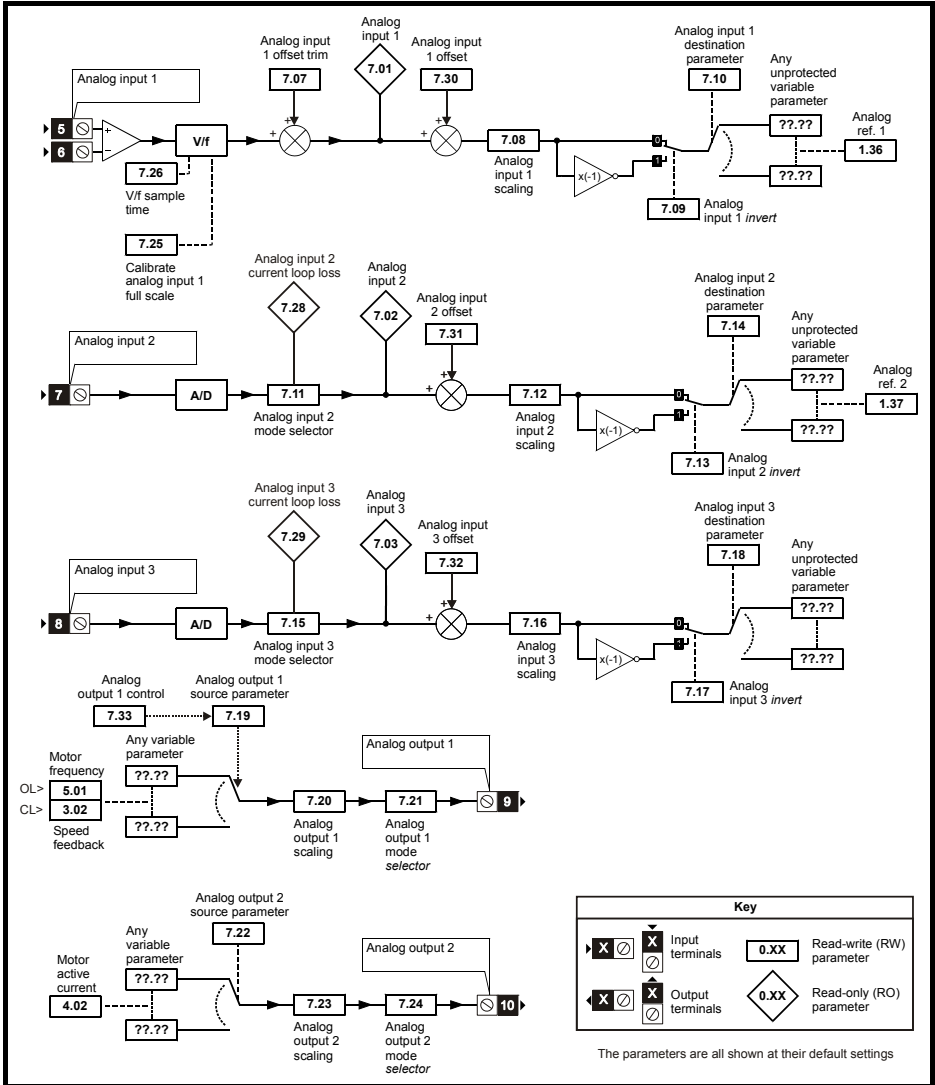 Analog input 1
5
6
+
−
V/f
7.26
V/f sample
time
7.25
Calibrate
analog input 1
full scale
Analog input
1 offset trim
7.07
+
+
Analog
input 1
7.01
Analog input
1 offset
7.30
+
+
7.08
Analog
input 1
scaling
x(-1)
0
1
7.09
Analog
input 1 invert
Analog input 1
destination
parameter
7.10
Any
unprotected
variable
parameter
??.??
??.??
Analog
ref. 1
1.36
Analog input 2
7
A/D
Analog input 2
current loop loss
7.28
7.11
Analog input 2
mode selector
Analog
input 2
7.02
Analog input
2 offset
7.31
+
+
7.12
Analog
input 2
scaling
x(-1)
0
1
7.13
Analog
input 2 invert
Analog input 2
destination
parameter
7.14
Any
unprotected
variable
parameter
??.??
??.??
Analog
ref. 2
1.37
Analog input 3
8
A/D
Analog input 3
current loop loss
7.29
7.15
Analog input 3
mode selector
Analog
input 3
7.03
Analog input
3 offset
7.32
+
+
7.16
Analog
input 3
scaling
x(-1)
0
1
7.17
Analog
input 3 invert
Analog input 3
destination
parameter
7.18
Any
unprotected
variable
parameter
??.??
??.??
Analog
output 1 control
7.33
Analog output 1
source parameter
7.19
Any variable
parameter
??.??
??.??
Motor
frequency
OL> 5.01
CL> 3.02
Speed
feedback
7.20
Analog
output 1
scaling
7.21
Analog
output 1
mode
selector
Analog output 1
9
Analog output 2
source parameter
7.22
Any
variable
parameter
??.??
??.??
Motor
active
current
4.02
7.23
Analog
output 2
scaling
7.24
Analog
output 2
mode
selector
Analog output 2
10
Key
X
X
Input
terminals
0.XX
Read-write (RW)
parameter
X
X
Output
terminals
0.XX
Read-only (RO)
parameter
The parameters are all shown at their default settings